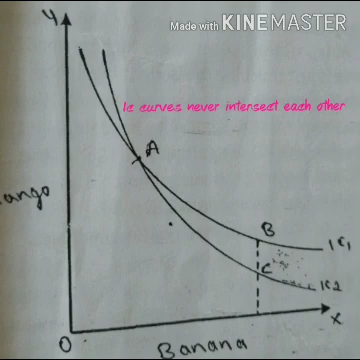 Made with KINEMASTER
Y
Ic curves never intersect each other
A
ango
B
IC1
C
IC2
X
O
Banana